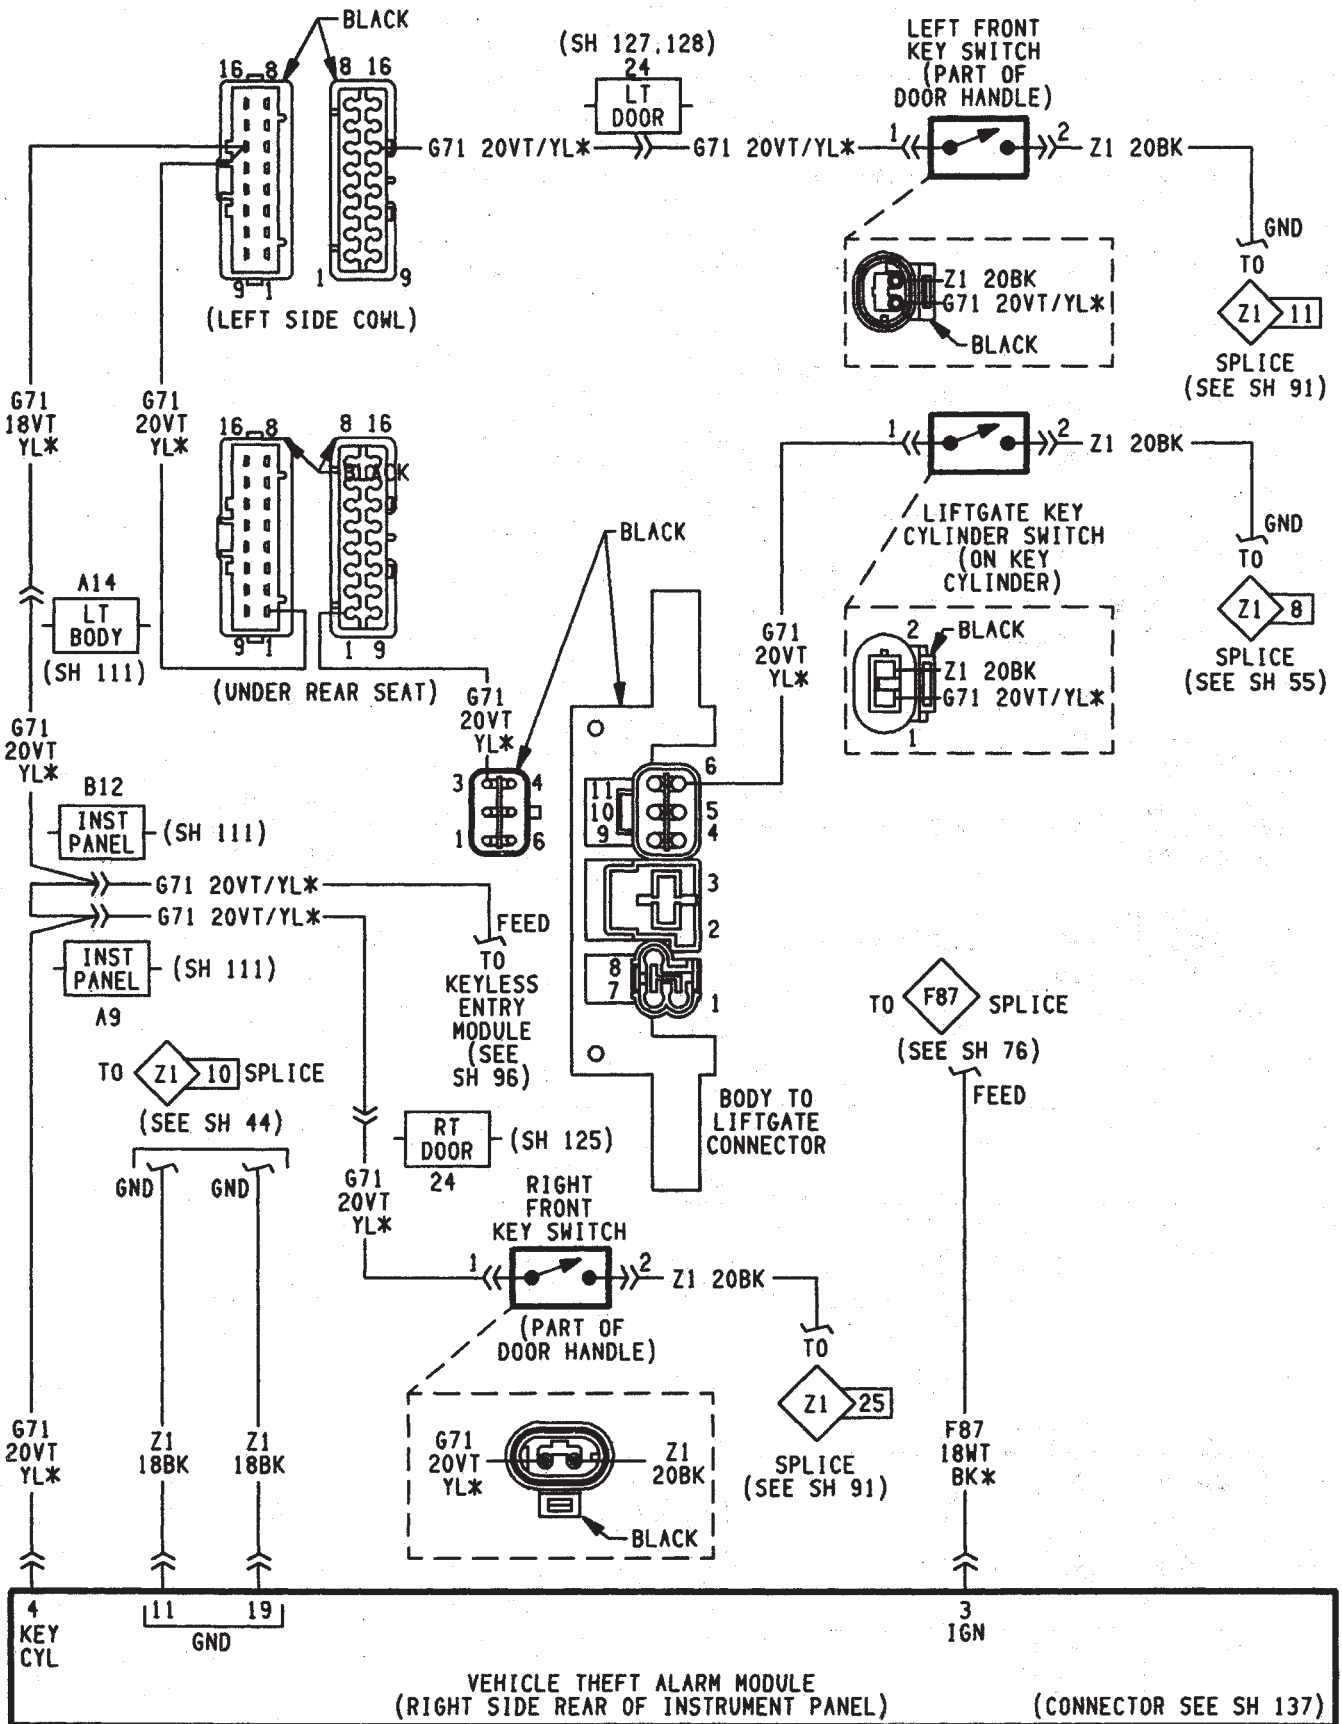 BLACK
16 8
8 16
9 1
1
9
(LEFT SIDE COWL)
G71 20VT/YL*
(SH 127,128)
24
LT
DOOR
G71 20VT/YL*
LEFT FRONT
KEY SWITCH
(PART OF
DOOR HANDLE)
1
2
Z1 20BK
GND
TO
Z1 11
SPLICE
(SEE SH 91)
Z1 20BK
G71 20VT/YL*
BLACK
G71
18VT
YL*
G71
20VT
YL*
16 8
8 16
BLACK
9 1
1 9
(UNDER REAR SEAT)
A14
LT
BODY
(SH 111)
1
2
Z1 20BK
GND
TO
Z1 8
SPLICE
(SEE SH 55)
LIFTGATE KEY
CYLINDER SWITCH
(ON KEY
CYLINDER)
2
BLACK
Z1 20BK
G71 20VT/YL*
1
BLACK
G71
20VT
YL*
G71
20VT
YL*
3 4
1 6
6
11
10
9
5
4
3
2
8
7
1
BODY TO
LIFTGATE
CONNECTOR
G71
20VT
YL*
B12
INST
PANEL
(SH 111)
G71 20VT/YL*
G71 20VT/YL*
INST
PANEL
(SH 111)
A9
FEED
TO
KEYLESS
ENTRY
MODULE
(SEE
SH 96)
TO Z1 10 SPLICE
(SEE SH 44)
GND GND
RT
DOOR
(SH 125)
24
G71
20VT
YL*
RIGHT
FRONT
KEY SWITCH
1
2
Z1 20BK
(PART OF
DOOR HANDLE)
TO
Z1 25
SPLICE
(SEE SH 91)
G71
20VT
YL*
Z1
20BK
BLACK
TO F87 SPLICE
(SEE SH 76)
FEED
G71
20VT
YL*
Z1
18BK
Z1
18BK
F87
18WT
BK*
4
KEY
CYL
11 19
GND
3
IGN
VEHICLE THEFT ALARM MODULE
(RIGHT SIDE REAR OF INSTRUMENT PANEL)
(CONNECTOR SEE SH 137)